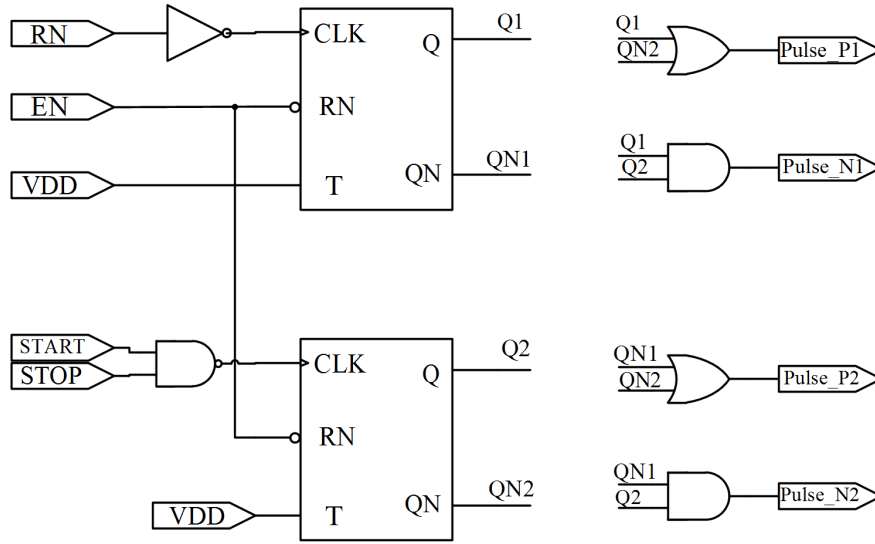 RN
CLK
Q
Q1
EN
RN
VDD
T
QN
QN1
Q1
QN2
Pulse_P1
Q1
Q2
Pulse_N1
START
STOP
CLK
Q
Q2
RN
VDD
T
QN
QN2
QN1
QN2
Pulse_P2
QN1
Q2
Pulse_N2